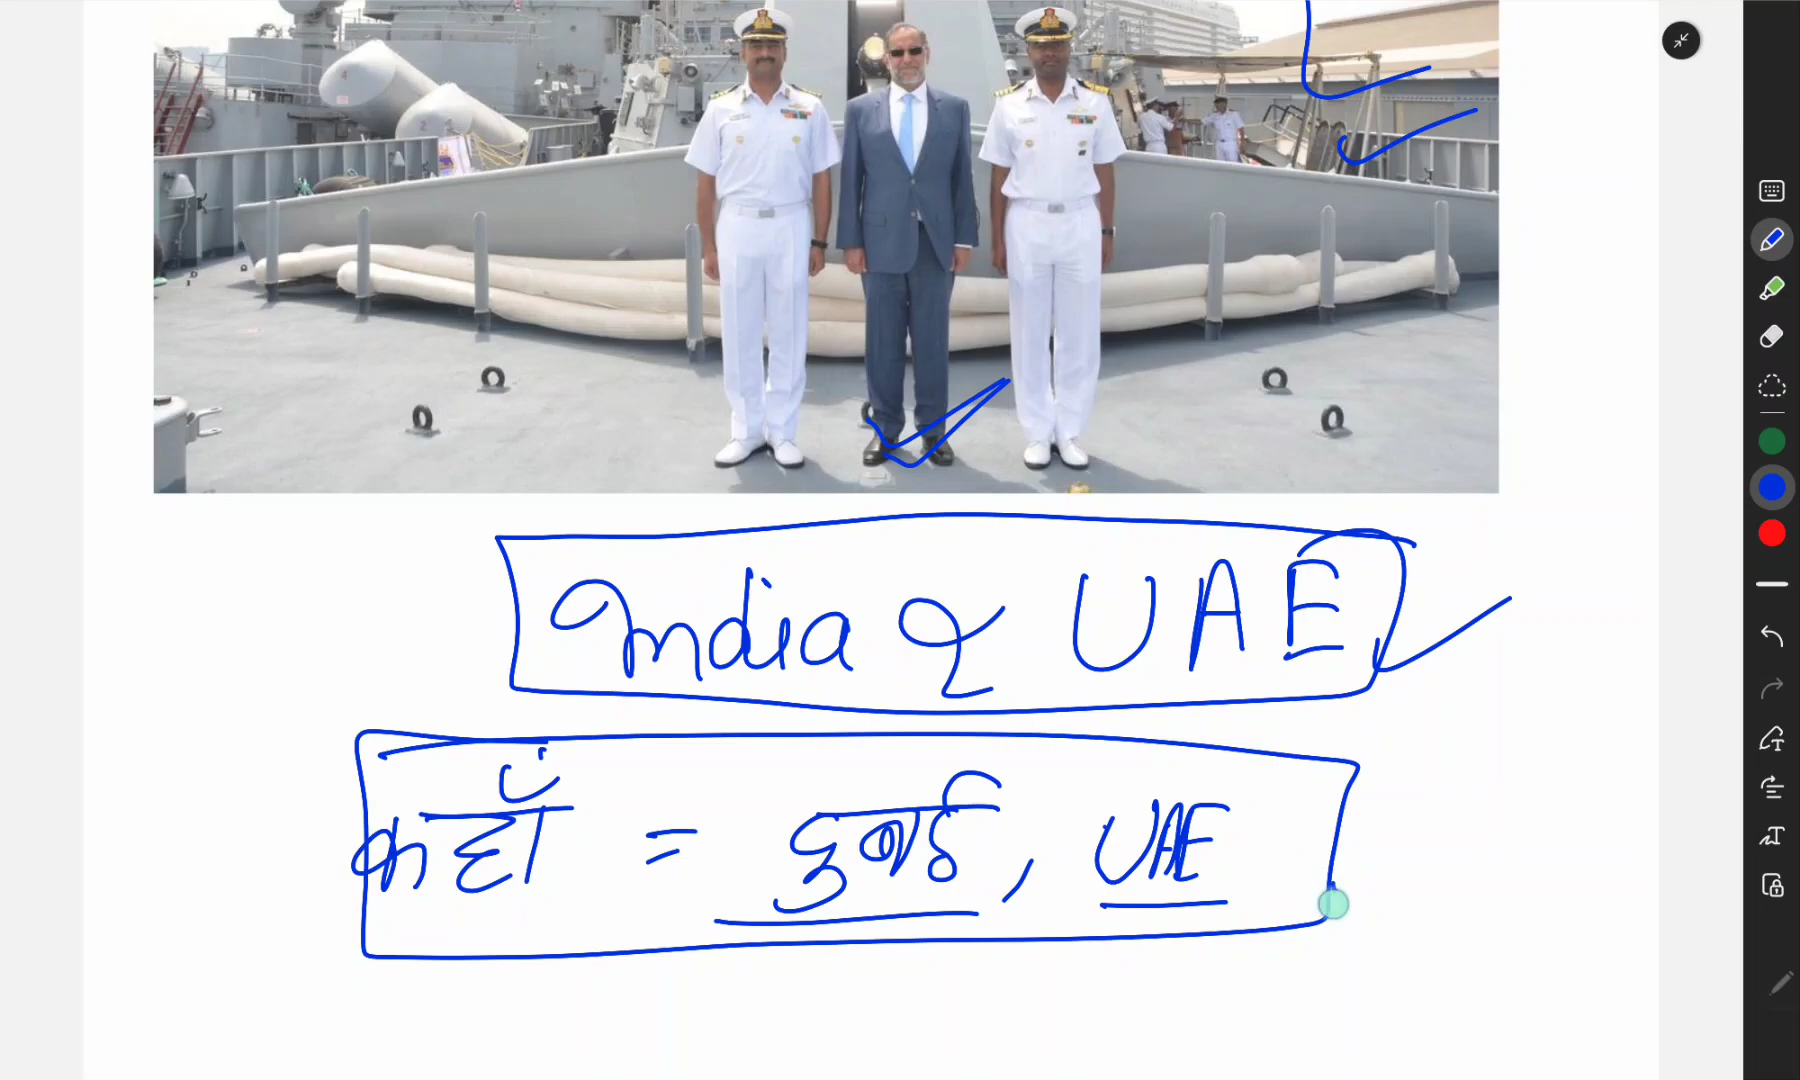 India & UAE
कहाँ = दुबई, UAE